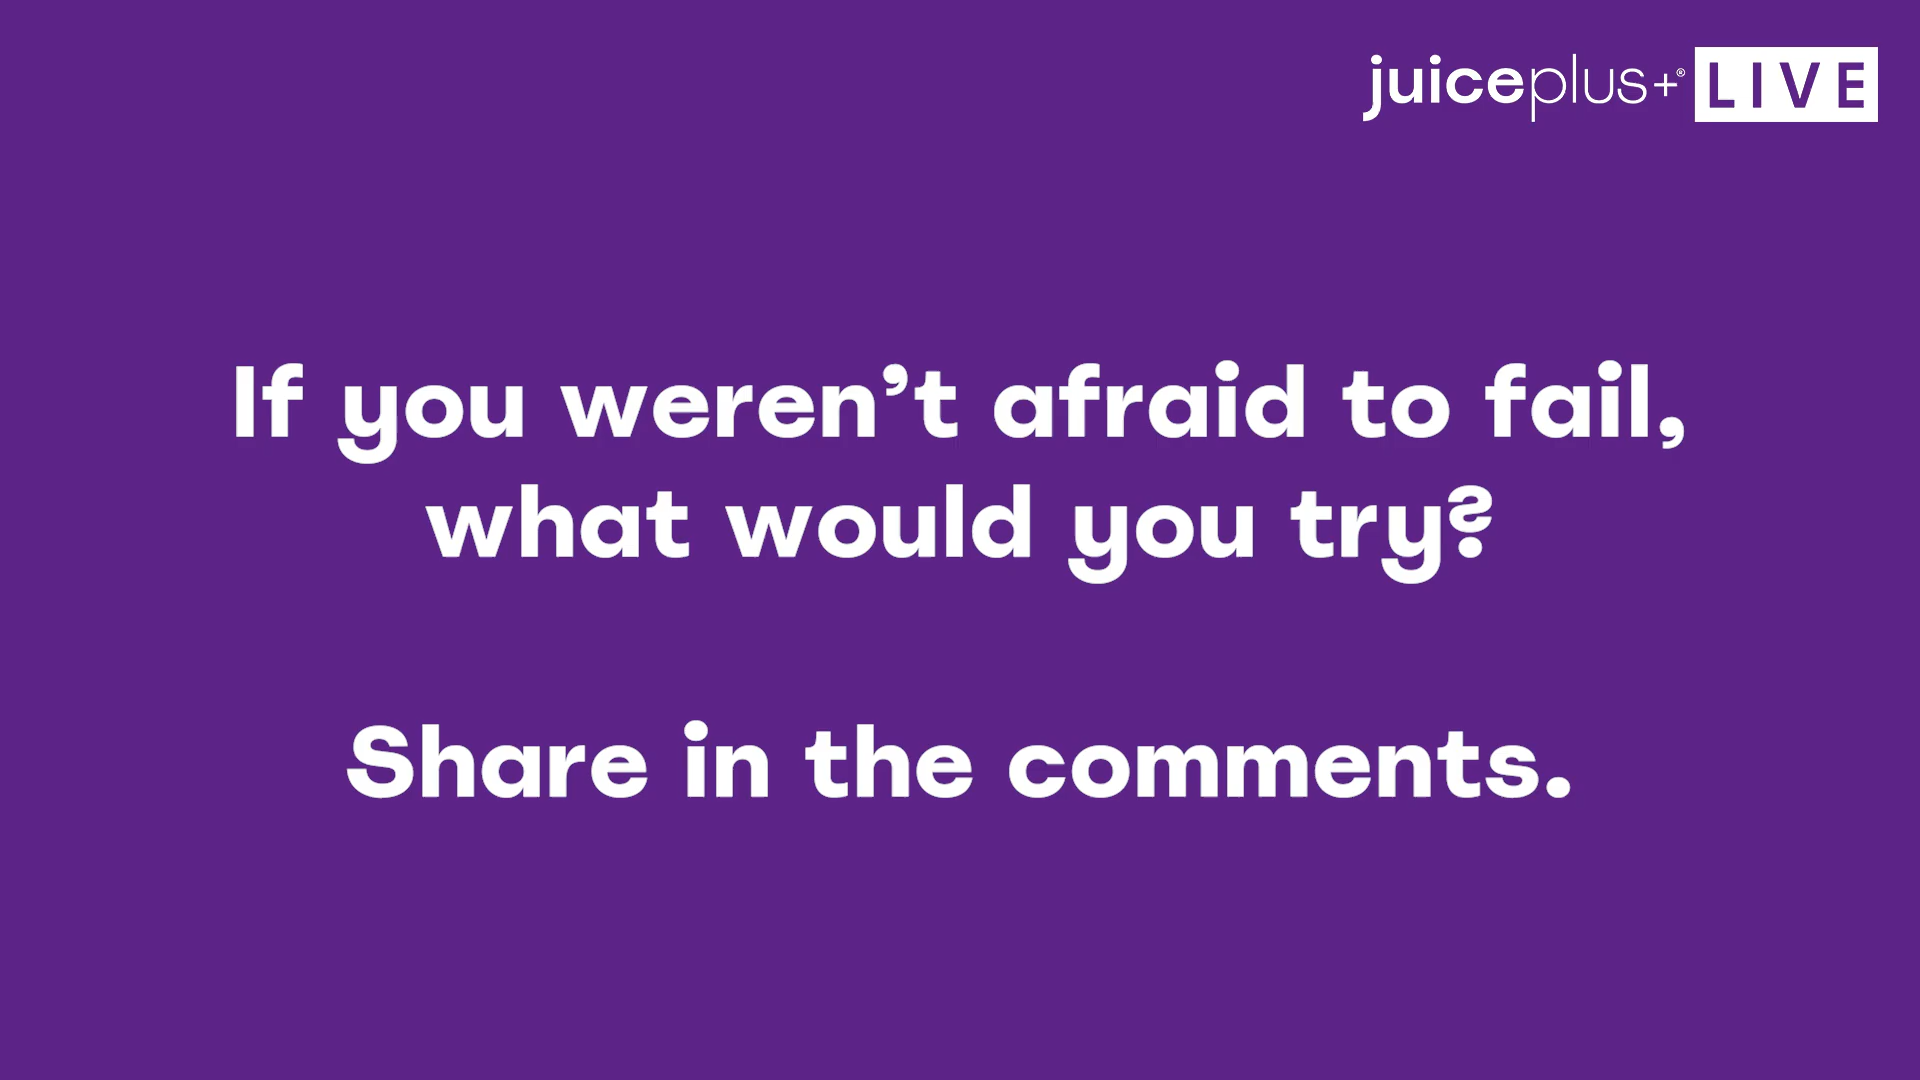 juiceplus+® LIVE
If you weren’t afraid to fail,
what would you try?
Share in the comments.